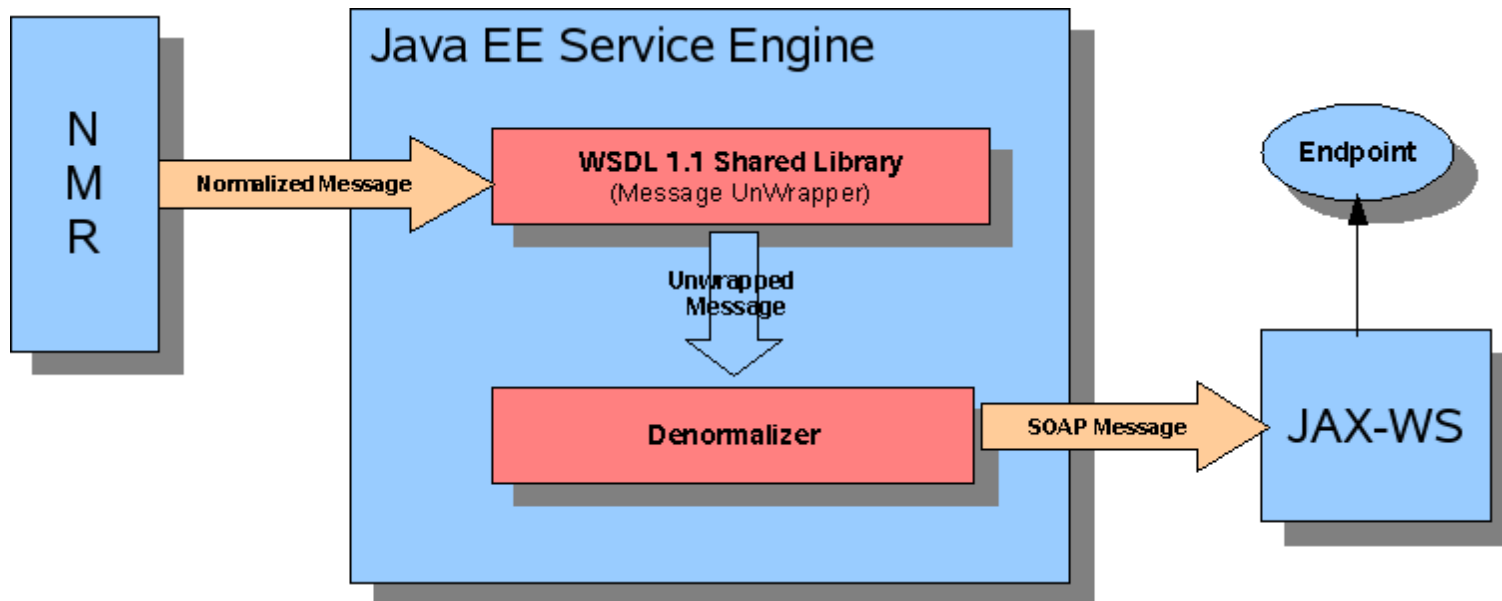 Java EE Service Engine
N
M
R
Normalized Message
WSDL 1.1 Shared Library
(Message UnWrapper)
Unwrapped
Message
Denormalizer
SOAP Message
Endpoint
JAX-WS